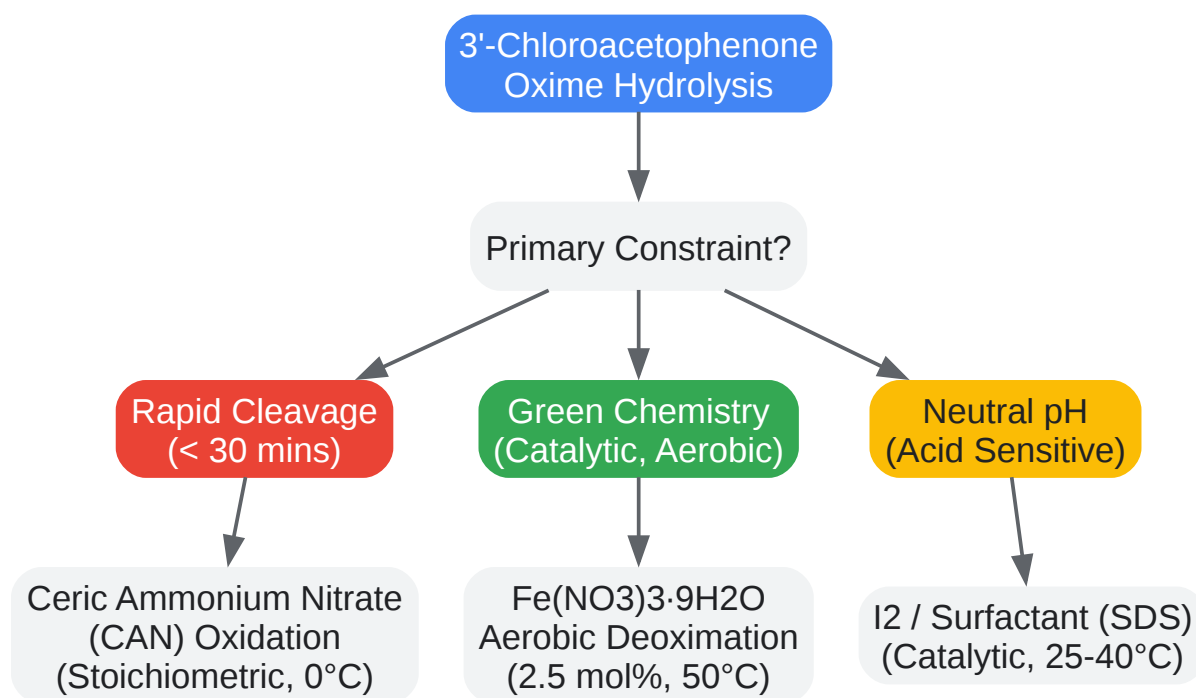 3'-Chloroacetophenone
Oxime Hydrolysis
Primary Constraint?
Rapid Cleavage
(< 30 mins)
Green Chemistry
(Catalytic, Aerobic)
Neutral pH
(Acid Sensitive)
Ceric Ammonium Nitrate
(CAN) Oxidation
(Stoichiometric, 0°C)
Fe(NO3)3·9H2O
Aerobic Deoximation
(2.5 mol%, 50°C)
I2 / Surfactant (SDS)
(Catalytic, 25-40°C)